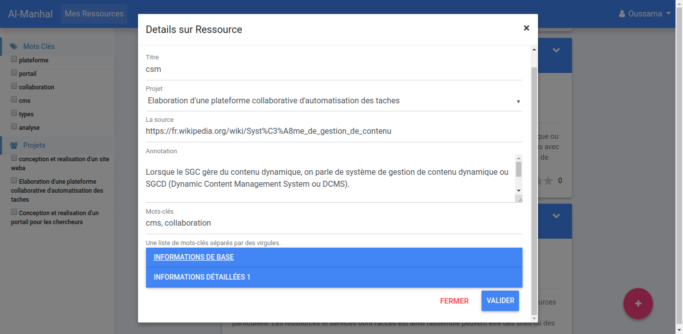 Al-Manhal
Mes Ressources
Oussama
Mots Clés
plateforme
portail
collaboration
cms
types
analyse
Projets
conception et realisation d'un site
webs
Elaboration d'une plateforme
collaborative d'automatisation des
taches
Conception et realisation d'un
portail pour les chercheurs
Details sur Ressource
×
Titre
csm
Projet
Elaboration d'une plateforme collaborative d'automatisation des taches
La source
https://fr.wikipedia.org/wiki/Syst%C3%A8me_de_gestion_de_contenu
Annotation
Lorsque le SGC gère du contenu dynamique, on parle de système de gestion de contenu dynamique ou
SGCD (Dynamic Content Management System ou DCMS).
Mots-clés
cms, collaboration
Une liste de mots-clés séparés par des virgules.
INFORMATIONS DE BASE
INFORMATIONS DÉTAILLÉES 1
FERMER
VALIDER
que ou
s avec
de
0
ources
des
+